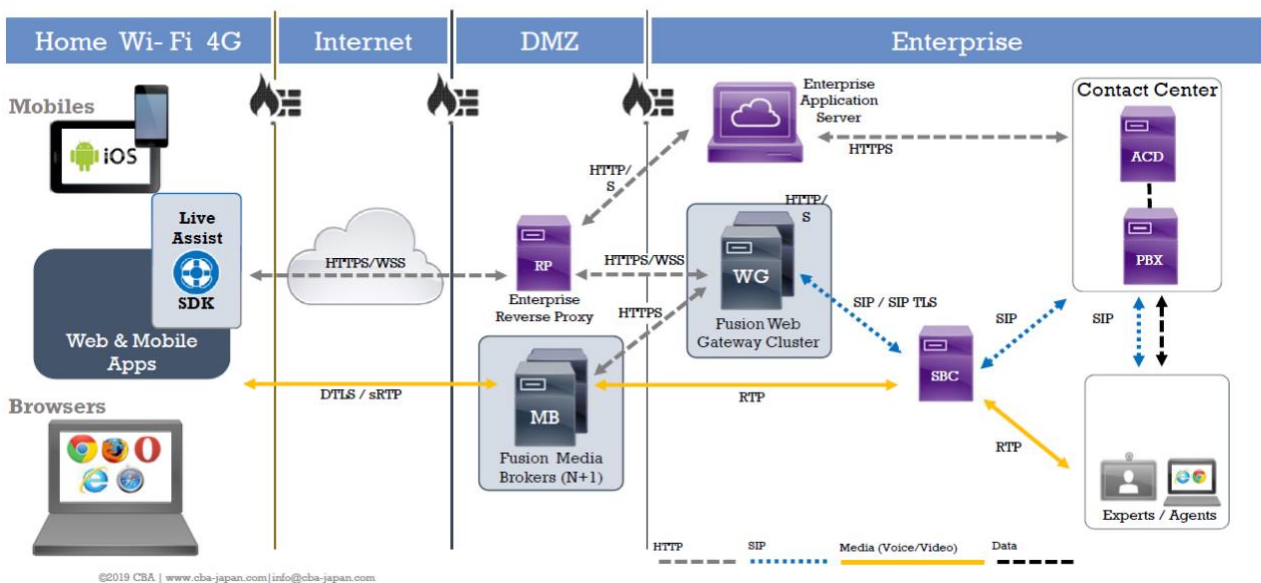 Home Wi- Fi 4G
Internet
DMZ
Enterprise
Mobiles
iOS
Live
Assist
SDK
Web & Mobile
Apps
Browsers
HTTPS/WSS
DTLS / sRTP
HTTP/
S
RP
Enterprise
Reverse Proxy
HTTPS/WSS
HTTPS
MB
Fusion Media
Brokers (N+1)
RTP
Enterprise
Application
Server
HTTPS
HTTP/
S
WG
Fusion Web
Gateway Cluster
SIP / SIP TLS
SBC
SIP
SIP
RTP
Contact Center
ACD
PBX
Experts / Agents
HTTP
SIP
Media (Voice/Video)
Data
©2019 CBA | www.cba-japan.com|info@cba-japan.com